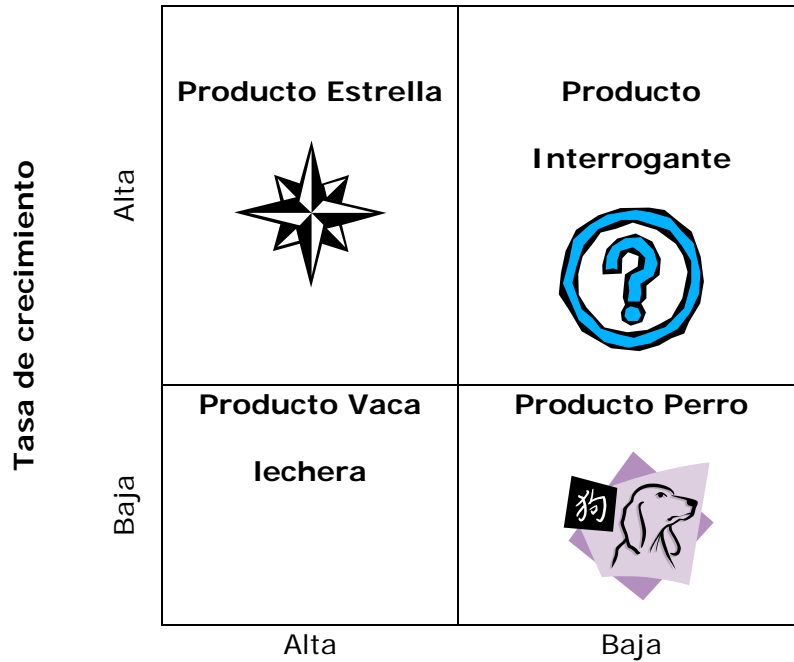 Tasa de crecimiento
Alta
Baja
Producto Estrella
Producto
Interrogante
Producto Vaca
lechera
Producto Perro
狗
Alta
Baja